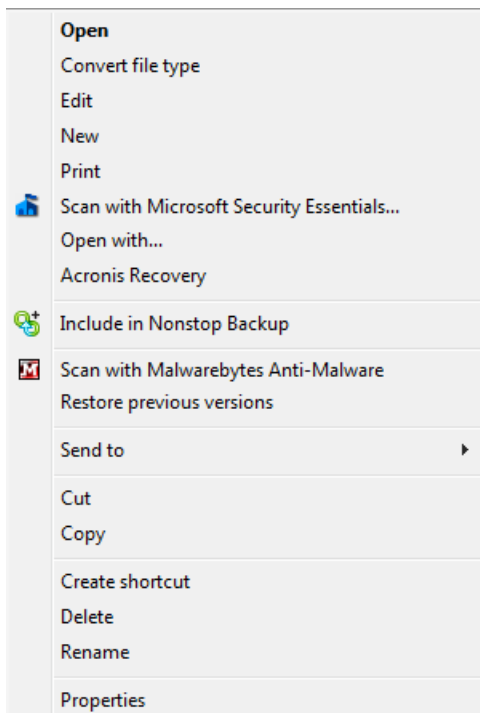 Open
Convert file type
Edit
New
Print
Scan with Microsoft Security Essentials...
Open with...
Acronis Recovery
Include in Nonstop Backup
Scan with Malwarebytes Anti-Malware
Restore previous versions
Send to
Cut
Copy
Create shortcut
Delete
Rename
Properties